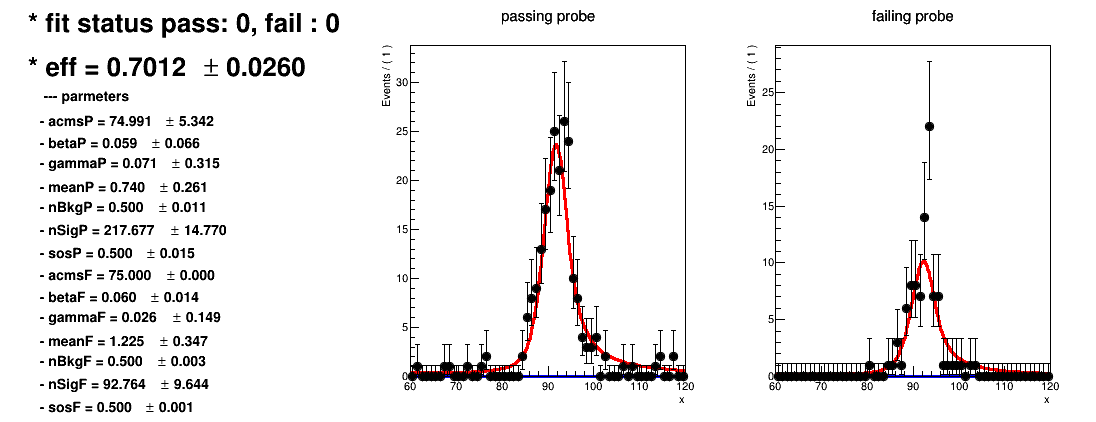 * fit status pass: 0, fail : 0
* eff = 0.7012 ± 0.0260
--- parmeters
- acmsP = 74.991 ± 5.342
- betaP = 0.059 ± 0.066
- gammaP = 0.071 ± 0.315
- meanP = 0.740 ± 0.261
- nBkgP = 0.500 ± 0.011
- nSigP = 217.677 ± 14.770
- sosP = 0.500 ± 0.015
- acmsF = 75.000 ± 0.000
- betaF = 0.060 ± 0.014
- gammaF = 0.026 ± 0.149
- meanF = 1.225 ± 0.347
- nBkgF = 0.500 ± 0.003
- nSigF = 92.764 ± 9.644
- sosF = 0.500 ± 0.001
passing probe
Events / ( 1 )
30
25
20
15
10
5
0
60 70 80 90 100 110 120
x
failing probe
Events / ( 1 )
25
20
15
10
5
0
60 70 80 90 100 110 120
x